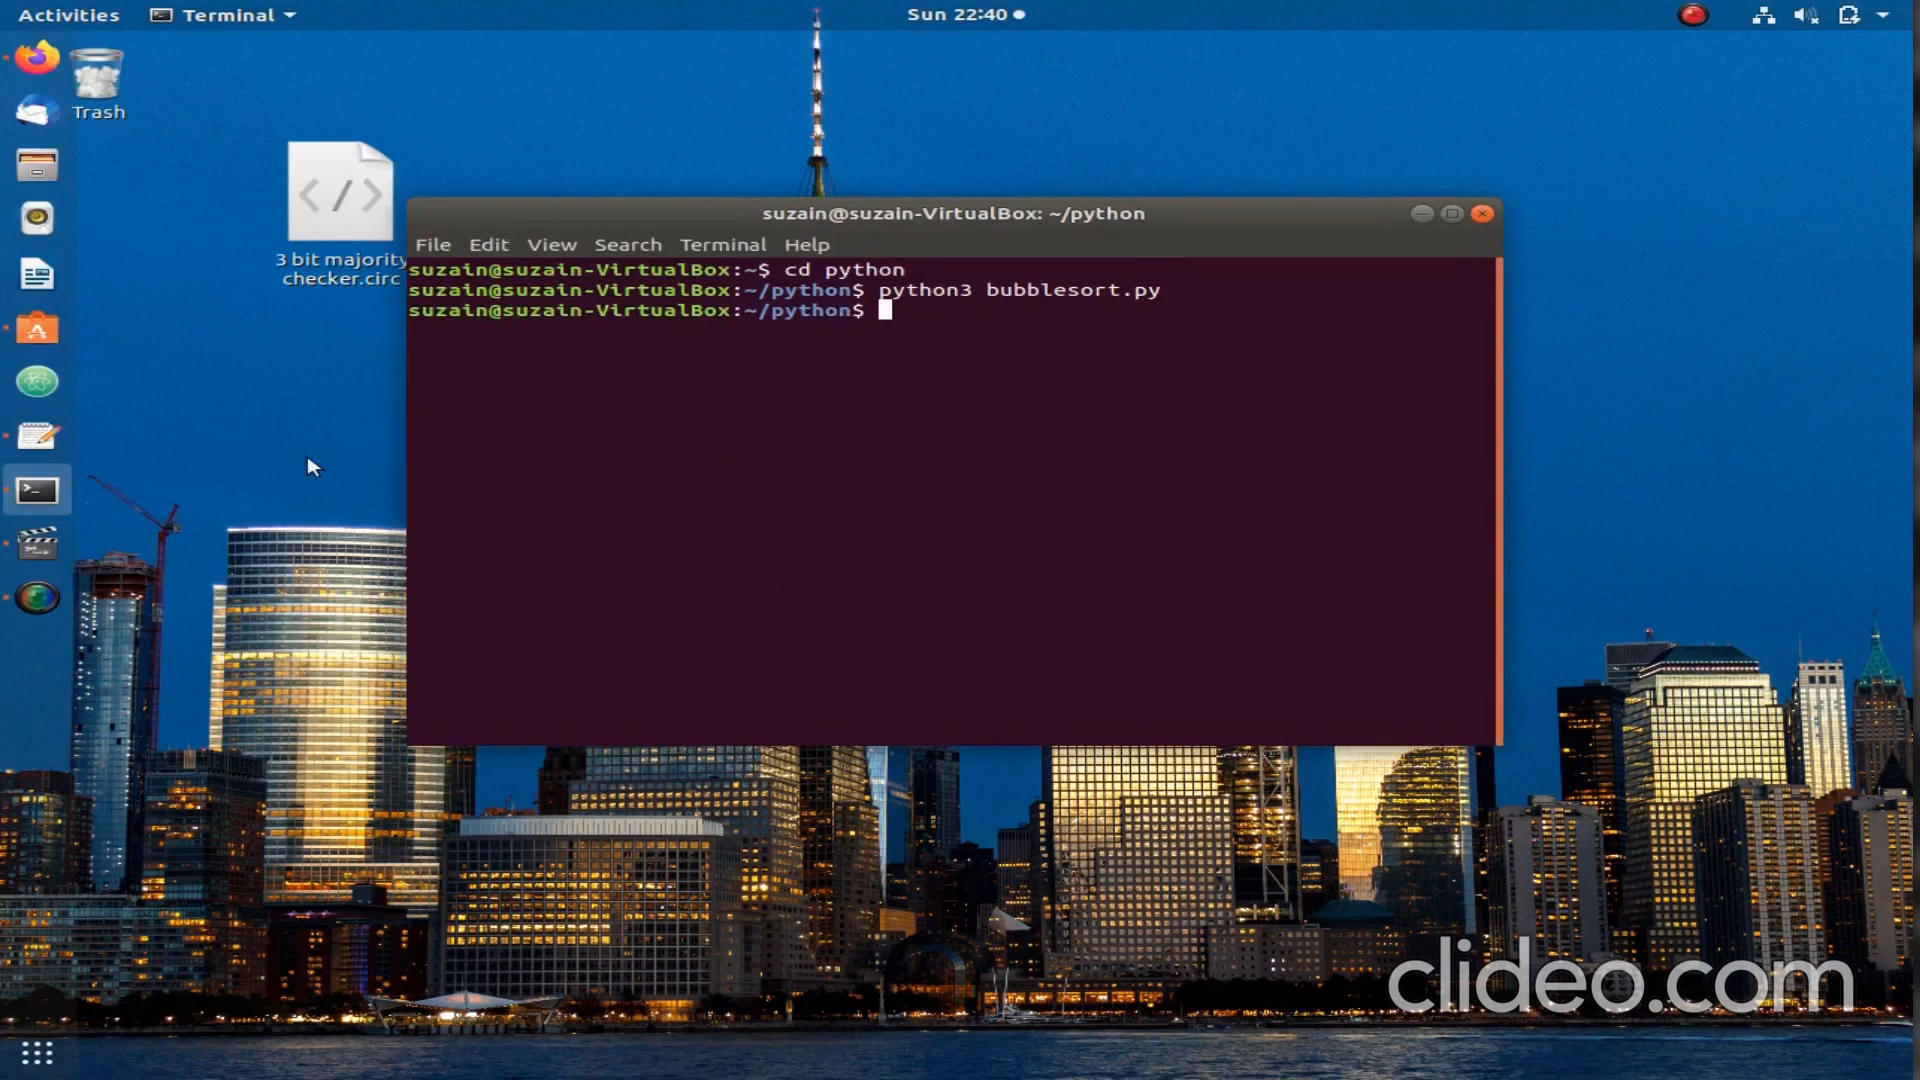 Activities
Terminal
Sun 22:40
Trash
3 bit majority
checker.circ
suzain@suzain-VirtualBox: ~/python
File Edit View Search Terminal Help
suzain@suzain-VirtualBox:~$ cd python
suzain@suzain-VirtualBox:~/python$ python3 bubblesort.py
suzain@suzain-VirtualBox:~/python$
clideo.com